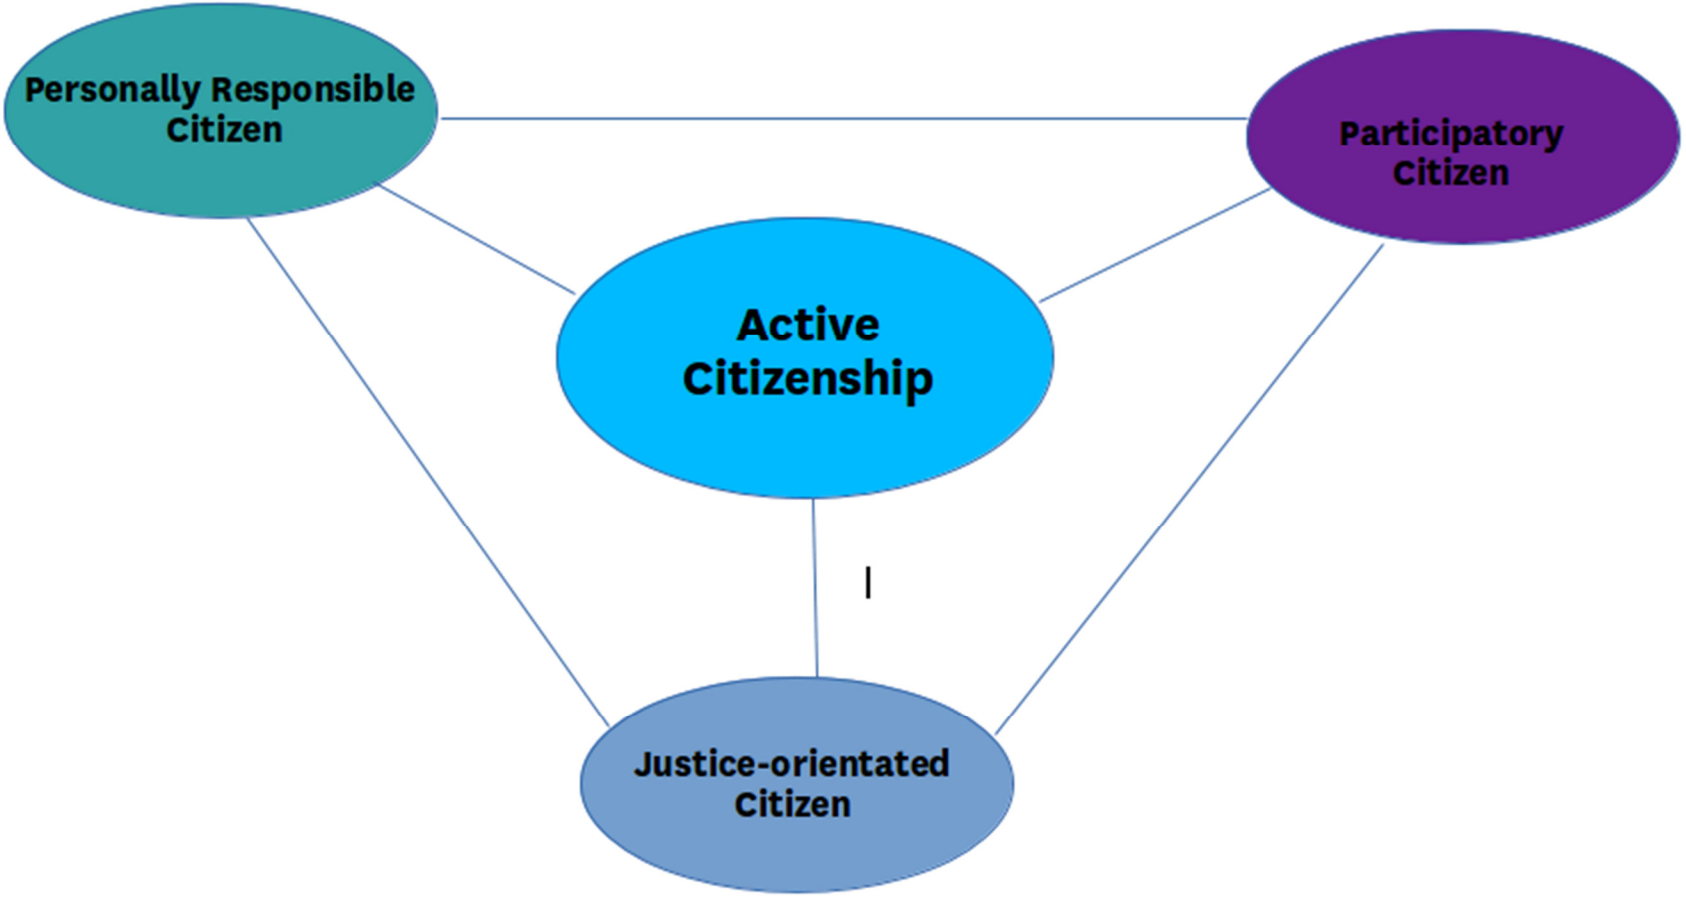 Personally Responsible
Citizen
Participatory
Citizen
Active
Citizenship
|
Justice-orientated
Citizen